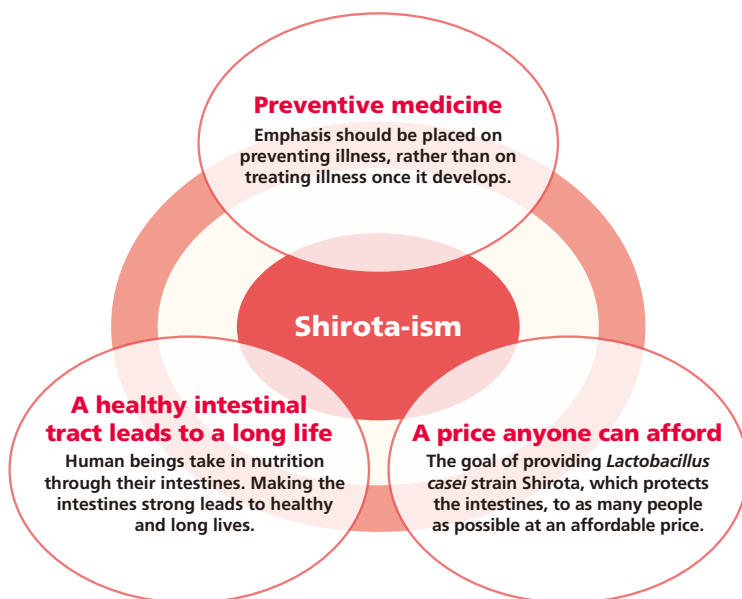 Preventive medicine
Emphasis should be placed on
preventing illness, rather than on
treating illness once it develops.
Shirota-ism
A healthy intestinal
tract leads to a long life
Human beings take in nutrition
through their intestines. Making the
intestines strong leads to healthy
and long lives.
A price anyone can afford
The goal of providing Lactobacillus
casei strain Shirota, which protects
the intestines, to as many people
as possible at an affordable price.